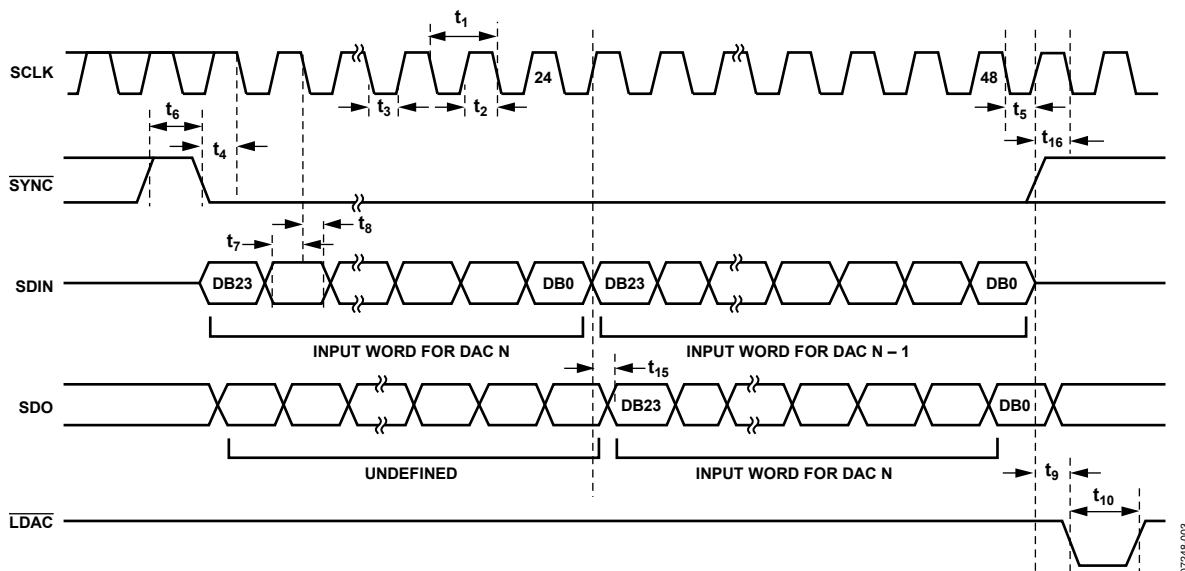 t1
SCLK
24
48
t3
t2
t5
t6
t4
t16
SYNC
t8
t7
SDIN
DB23
DB0
DB23
DB0
INPUT WORD FOR DAC N
INPUT WORD FOR DAC N – 1
t15
SDO
DB23
DB0
UNDEFINED
INPUT WORD FOR DAC N
t9
t10
LDAC
07248-003